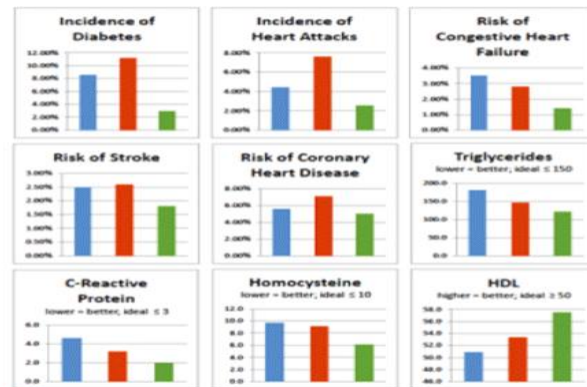 Incidence of
Diabetes
12.00%
10.00%
8.00%
6.00%
4.00%
2.00%
0.00%
Incidence of
Heart Attacks
8.00%
6.00%
4.00%
2.00%
0.00%
Risk of
Congestive Heart
Failure
4.00%
3.00%
2.00%
1.00%
0.00%
Risk of Stroke
3.00%
2.50%
2.00%
1.50%
1.00%
0.50%
0.00%
Risk of Coronary
Heart Disease
8.00%
6.00%
4.00%
2.00%
0.00%
Triglycerides
lower = better, ideal ≤ 150
200.0
150.0
100.0
50.0
0.0
C-Reactive
Protein
lower = better, ideal ≤ 3
6.0
4.0
2.0
0.0
Homocysteine
lower = better, ideal ≤ 10
12.0
10.0
8.0
6.0
4.0
2.0
0.0
HDL
higher = better, ideal ≥ 50
58.0
56.0
54.0
52.0
50.0
48.0
46.0